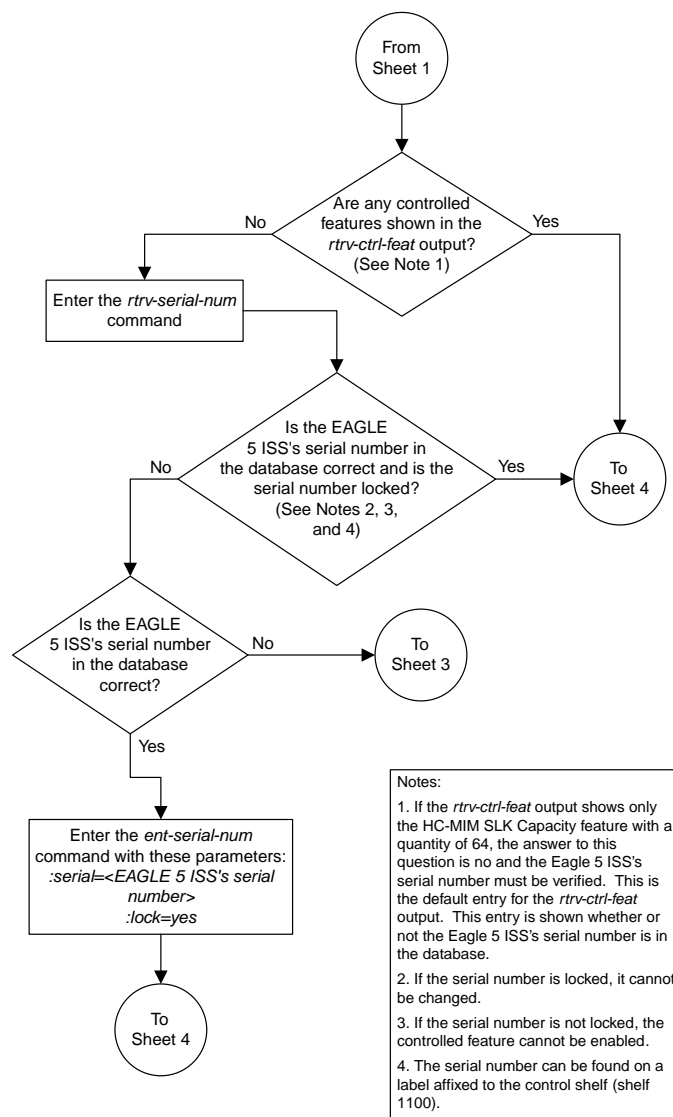 From
Sheet 1
Are any controlled
features shown in the
rtrv-ctrl-feat output?
(See Note 1)
No
Yes
Enter the rtrv-serial-num
command
Is the EAGLE
5 ISS's serial number in
the database correct and is the
serial number locked?
(See Notes 2, 3,
and 4)
No
Yes
To
Sheet 4
Is the EAGLE
5 ISS's serial number
in the database
correct?
No
To
Sheet 3
Yes
Enter the ent-serial-num
command with these parameters:
:serial=<EAGLE 5 ISS's serial
number>
:lock=yes
To
Sheet 4
Notes:
1. If the rtrv-ctrl-feat output shows only
the HC-MIM SLK Capacity feature with a
quantity of 64, the answer to this
question is no and the Eagle 5 ISS's
serial number must be verified.  This is
the default entry for the rtrv-ctrl-feat
output.  This entry is shown whether or
not the Eagle 5 ISS's serial number is in
the database.
2. If the serial number is locked, it cannot
be changed.
3. If the serial number is not locked, the
controlled feature cannot be enabled.
4. The serial number can be found on a
label affixed to the control shelf (shelf
1100).